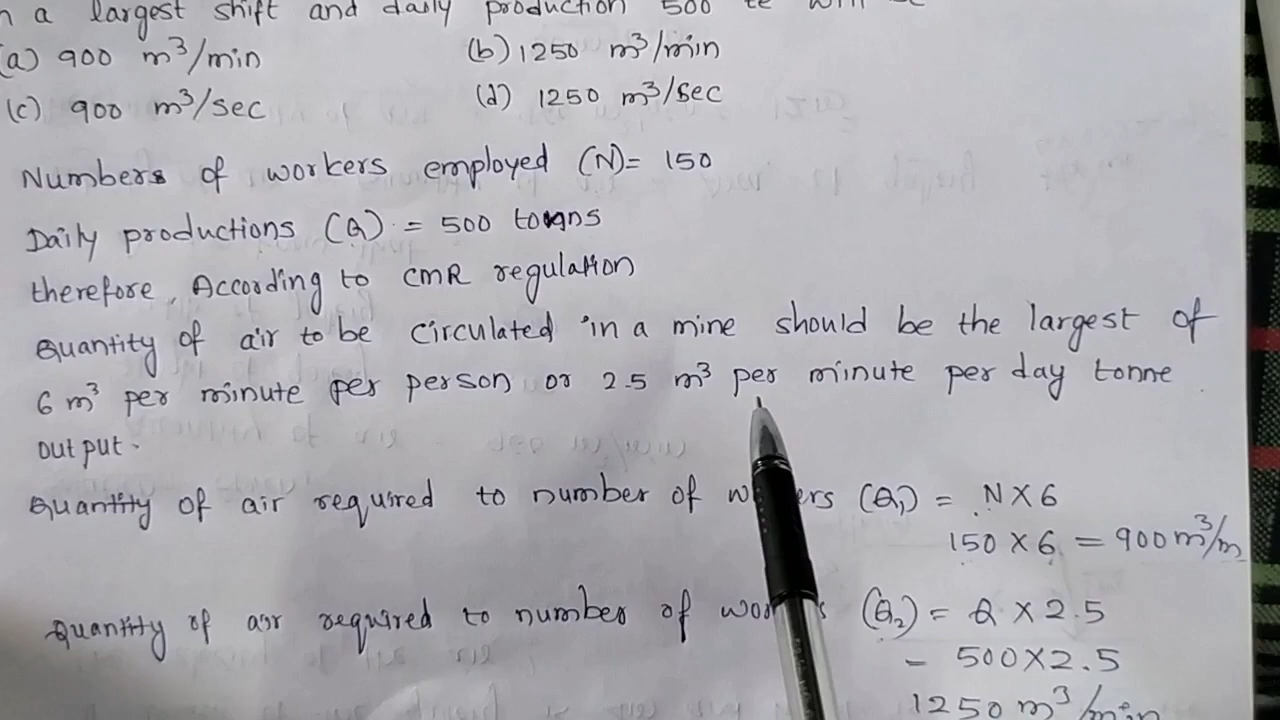 a largest shift and daily production 500 te
(a) 900 m³/min (b) 1250 m³/min
(c) 900 m³/sec (d) 1250 m³/sec
Numbers of workers employed (N)= 150
Daily productions (Q) = 500 tonns
therefore, According to CMR regulation
Quantity of air to be circulated in a mine should be the largest of
6 m³ per minute per person or 2.5 m³ per minute per day tonne
output.
Quantity of air required to number of (Q₁) = N X 6
150 X 6 = 900 m³/m
Quantity of air required to number of (Q₂) = Q X 2.5
- 500 X 2.5
1250 m³/min